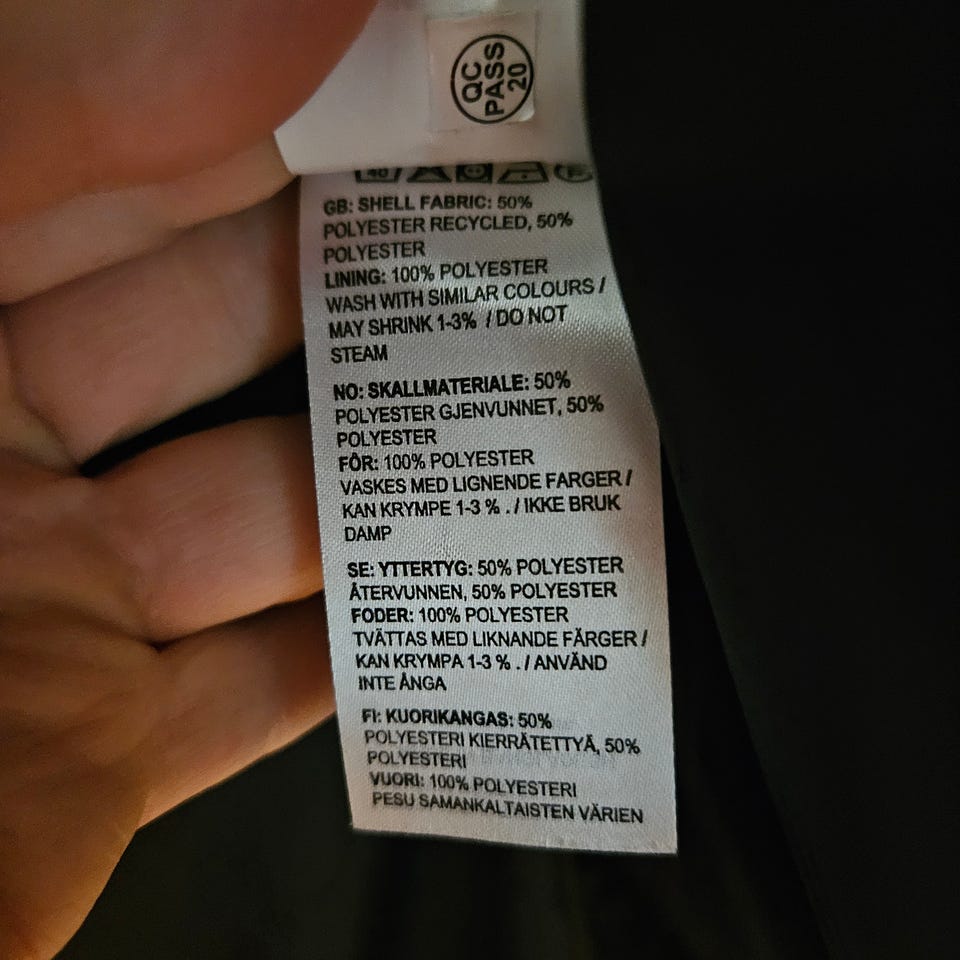 QC
PASS
20
40
GB: SHELL FABRIC: 50%
POLYESTER RECYCLED, 50%
POLYESTER
LINING: 100% POLYESTER
WASH WITH SIMILAR COLOURS /
MAY SHRINK 1-3% / DO NOT
STEAM
NO: SKALLMATERIALE: 50%
POLYESTER GJENVUNNET, 50%
POLYESTER
FÔR: 100% POLYESTER
VASKES MED LIGNENDE FARGER /
KAN KRYMPE 1-3 % . / IKKE BRUK
DAMP
SE: YTTERTYG: 50% POLYESTER
ÅTERVUNNEN, 50% POLYESTER
FODER: 100% POLYESTER
TVÄTTAS MED LIKNANDE FÄRGER /
KAN KRYMPA 1-3 % . / ANVÄND
INTE ÅNGA
FI: KUORIKANGAS: 50%
POLYESTERI KIERRÄTETTYÄ, 50%
POLYESTERI
VUORI: 100% POLYESTERI
PESU SAMANKALTAISTEN VÄRIEN